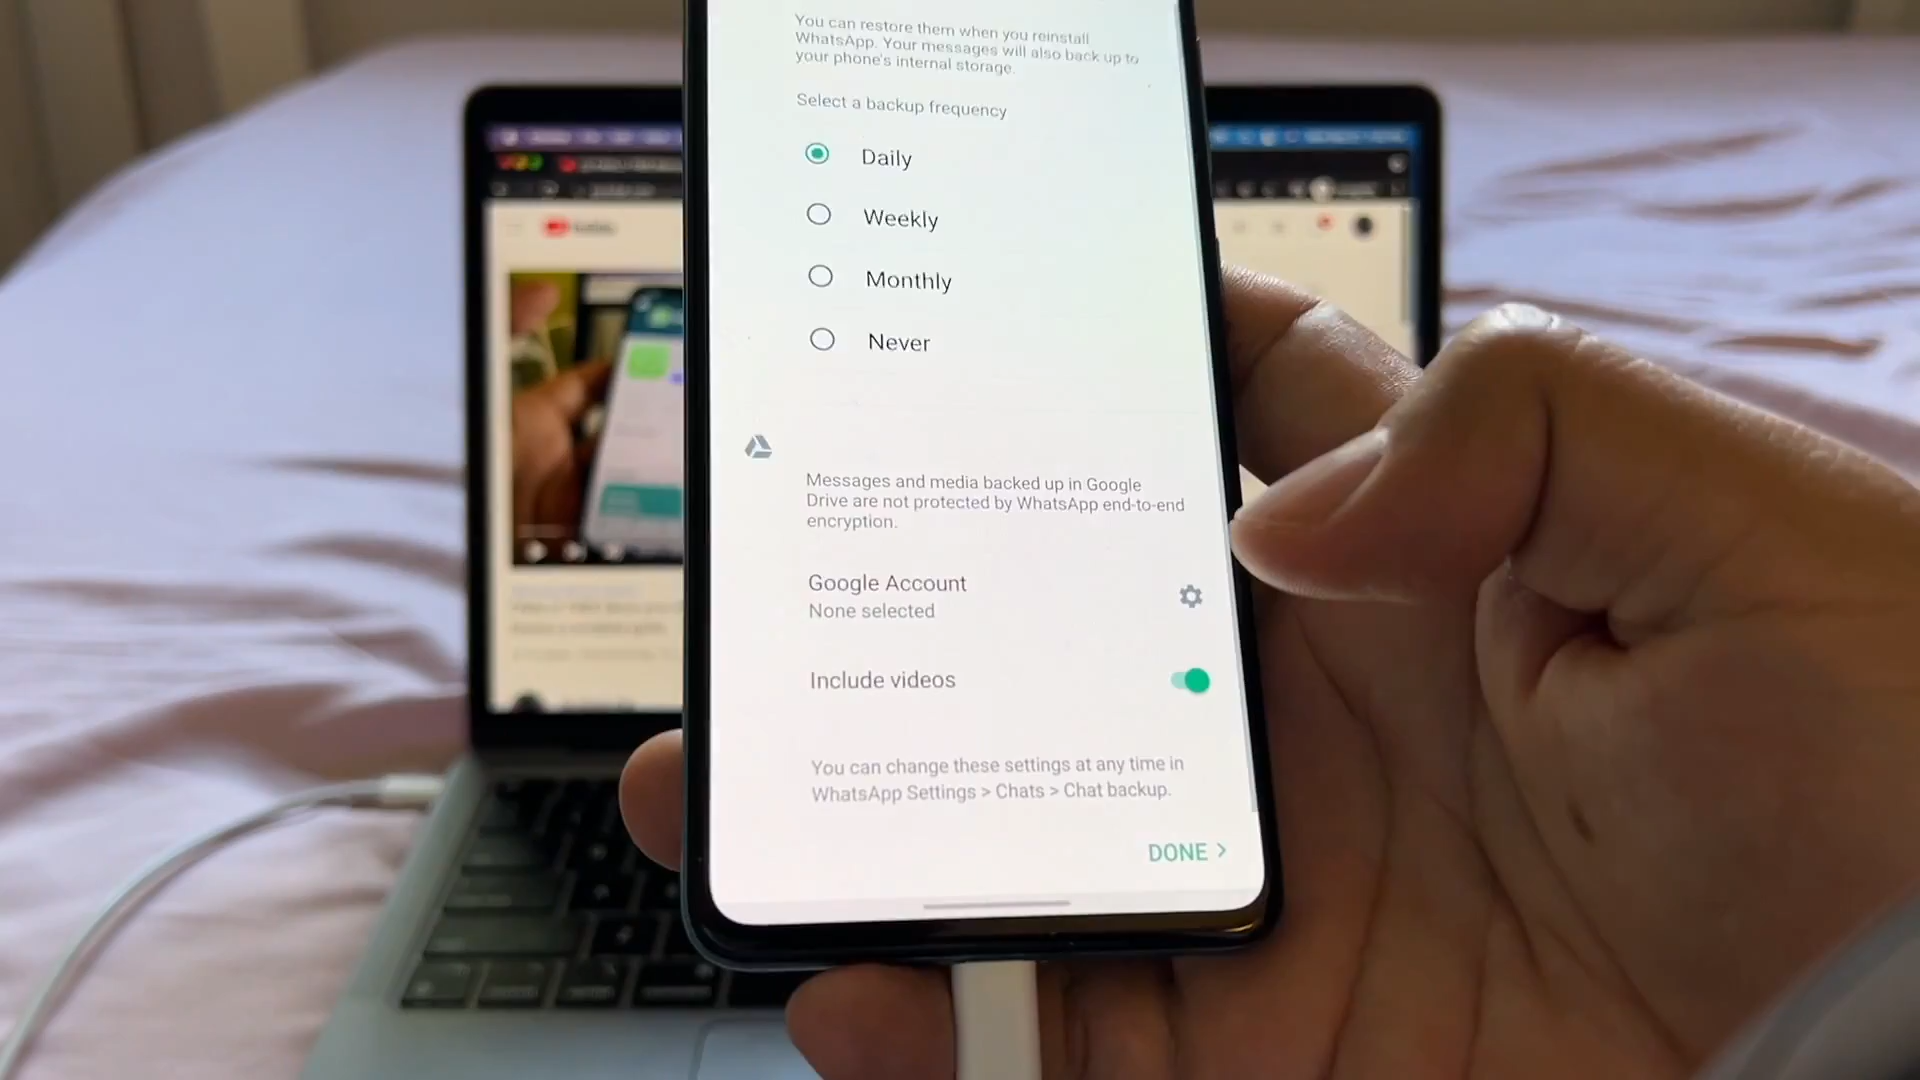 You can restore them when you reinstall
WhatsApp. Your messages will also back up to
your phone's internal storage.
Select a backup frequency
Daily
Weekly
Monthly
Never
Messages and media backed up in Google
Drive are not protected by WhatsApp end-to-end
encryption.
Google Account
None selected
Include videos
You can change these settings at any time in
WhatsApp Settings > Chats > Chat backup.
DONE >